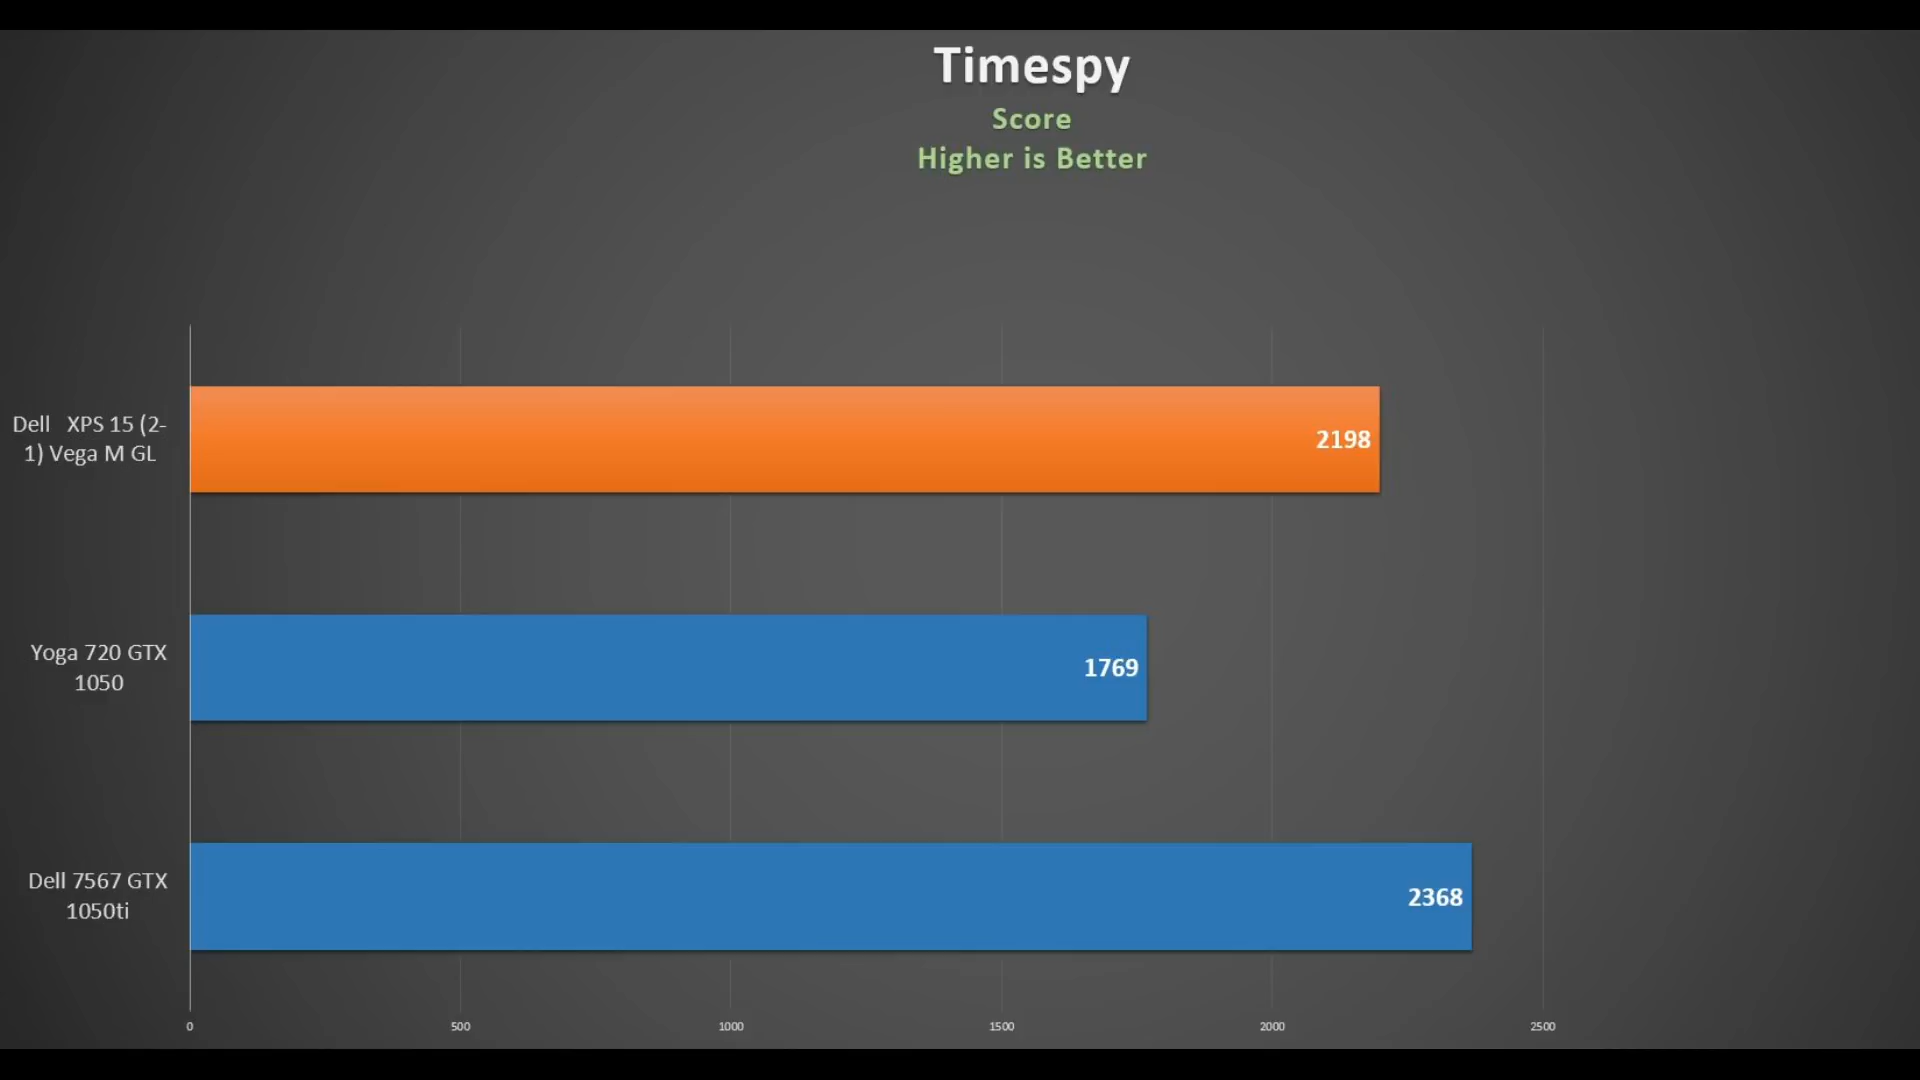 Timespy
Score
Higher is Better
Dell XPS 15 (2-
1) Vega M GL
2198
Yoga 720 GTX
1050
1769
Dell 7567 GTX
1050ti
2368
0 500 1000 1500 2000 2500